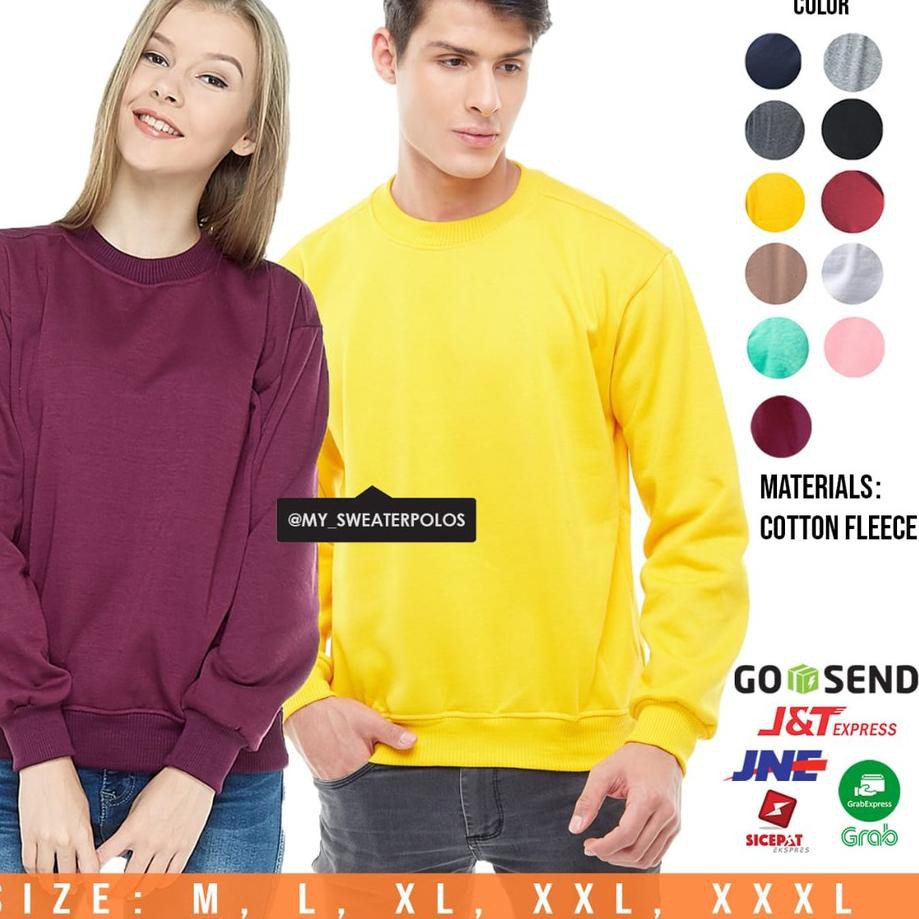 COLOR
@MY_SWEATERPOLOS
MATERIALS:
COTTON FLEECE
GO SEND
J&T EXPRESS
JNE
GrabExpress
SICEPAT
EKSPRES
Grab
SIZE: M, L, XL, XXL, XXXL